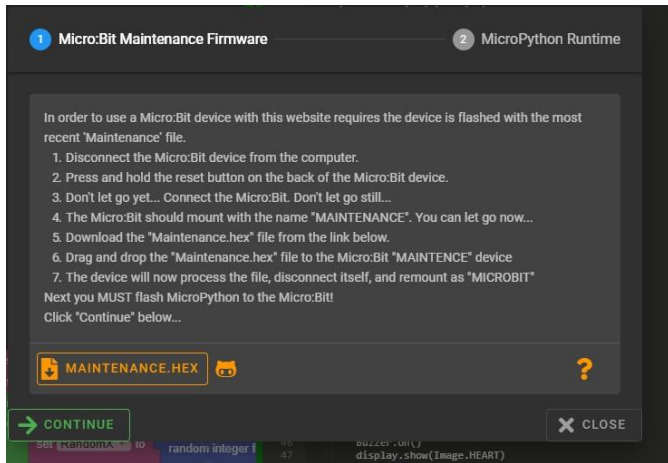 1 Micro:Bit Maintenance Firmware
2 MicroPython Runtime
In order to use a Micro:Bit device with this website requires the device is flashed with the most
recent 'Maintenance' file.
1. Disconnect the Micro:Bit device from the computer.
2. Press and hold the reset button on the back of the Micro:Bit device.
3. Don't let go yet... Connect the Micro:Bit. Don't let go still...
4. The Micro:Bit should mount with the name "MAINTENANCE". You can let go now...
5. Download the "Maintenance.hex" file from the link below.
6. Drag and drop the "Maintenance.hex" file to the Micro:Bit "MAINTENCE" device
7. The device will now process the file, disconnect itself, and remount as "MICROBIT"
Next you MUST flash MicroPython to the Micro:Bit!
Click "Continue" below...
MAINTENANCE.HEX
?
CONTINUE
CLOSE
set RandomX to
random integer f
46 Buzzer.on()
47 display.show(Image.HEART)